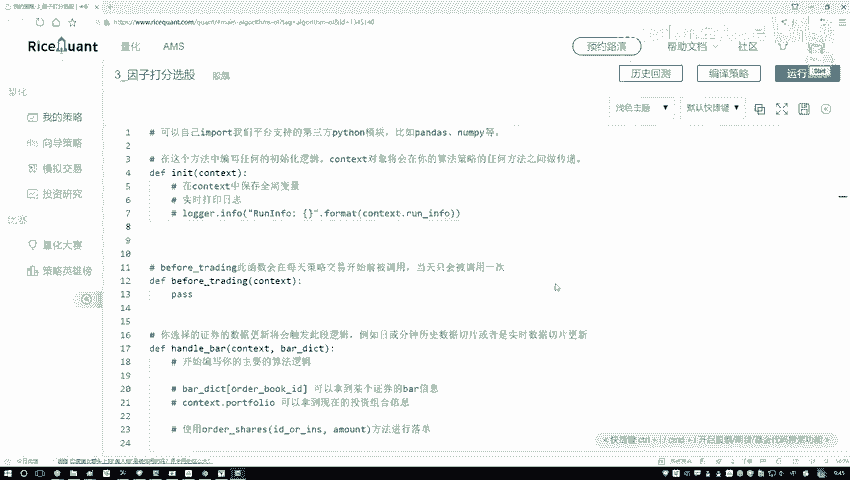 https://www.ricequant.com/quant/
RiceQuant 量化 AMS 预约路演 帮助文档 社区
3_因子打分选股 股票 历史回测 编译策略
Start
浅色主题 默认快捷键
我的策略
向导策略
模拟交易
投资研究
量化大赛
策略英雄榜
1 # 可以自己import我们平台支持的第三方python模块，比如pandas、numpy等。
2
3 # 在这个方法中编写任何的初始化逻辑。context对象将会在你的算法策略的任何方法之间做传递。
4 def init(context):
5 # 在context中保存全局变量
6 # 实时打印日志
7 # logger.info("RunInfo: {}".format(context.run_info))
8
9
10
11 # before_trading此函数会在每天策略交易开始前被调用，当天只会被调用一次
12 def before_trading(context):
13 pass
14
15
16 # 你选择的证券的数据更新将会触发此段逻辑，例如日或分钟历史数据切片或者是实时数据切片更新
17 def handle_bar(context, bar_dict):
18 # 开始编写你的主要的算法逻辑
19
20 # bar_dict[order_book_id] 可以拿到某个证券的bar信息
21 # context.portfolio 可以拿到现在的投资组合信息
22
23 # 使用order_shares(id_or_ins, amount)方法进行落单
24
9:45